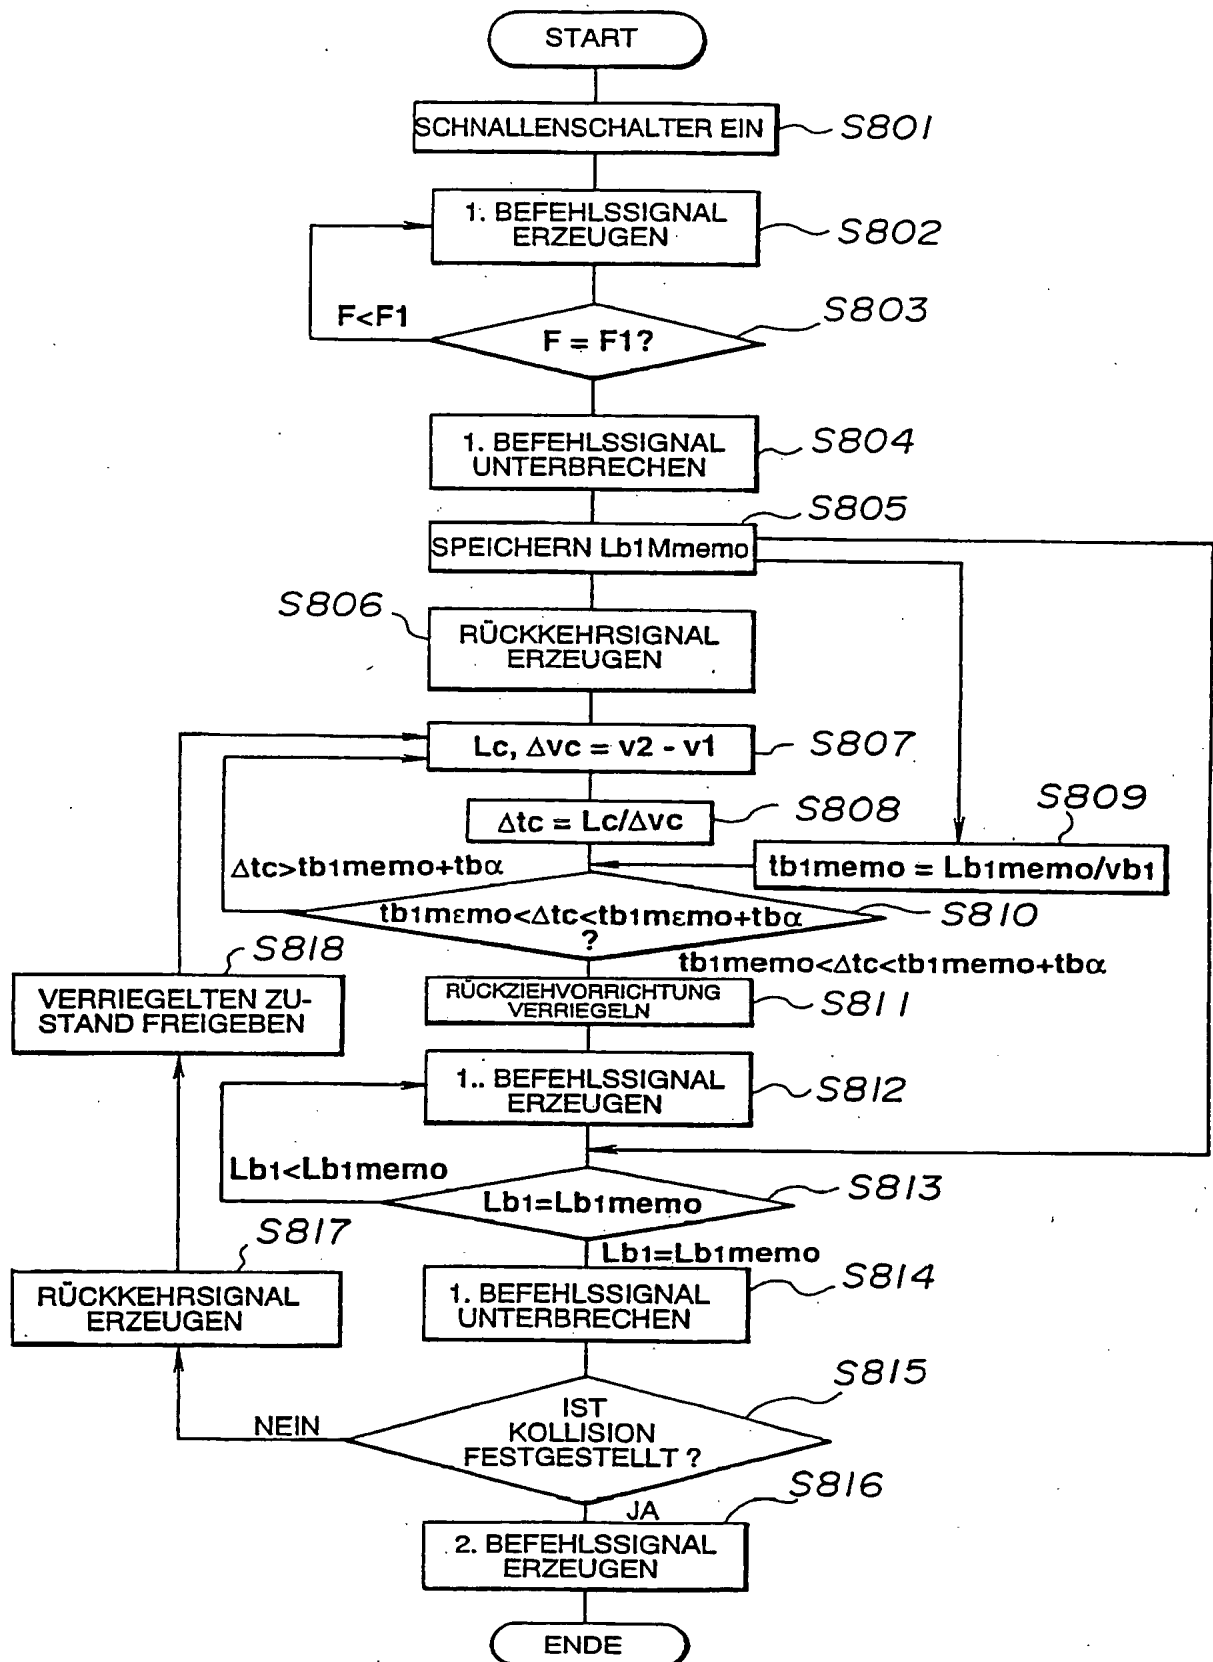 START
SCHNALLENSCHALTER EIN
S801
1. BEFEHLSSIGNAL
ERZEUGEN
S802
F<F1
F = F1?
S803
1. BEFEHLSSIGNAL
UNTERBRECHEN
S804
SPEICHERN Lb1Mmemo
S805
S806
RÜCKKEHRSIGNAL
ERZEUGEN
Lc, Δvc = v2 - v1
S807
Δtc = Lc/Δvc
S808
S809
tb1memo = Lb1memo/vb1
Δtc>tb1memo+tbα
tb1mεmo<Δtc<tb1mεmo+tbα
?
S810
tb1memo<Δtc<tb1memo+tbα
S818
VERRIEGELTEN ZU-
STAND FREIGEBEN
RÜCKZIEHVORRICHTUNG
VERRIEGELN
S811
1.. BEFEHLSSIGNAL
ERZEUGEN
S812
Lb1<Lb1memo
Lb1=Lb1memo
S813
Lb1=Lb1memo
S817
RÜCKKEHRSIGNAL
ERZEUGEN
1. BEFEHLSSIGNAL
UNTERBRECHEN
S814
NEIN
IST
KOLLISION
FESTGESTELLT ?
S815
JA
S816
2. BEFEHLSSIGNAL
ERZEUGEN
ENDE